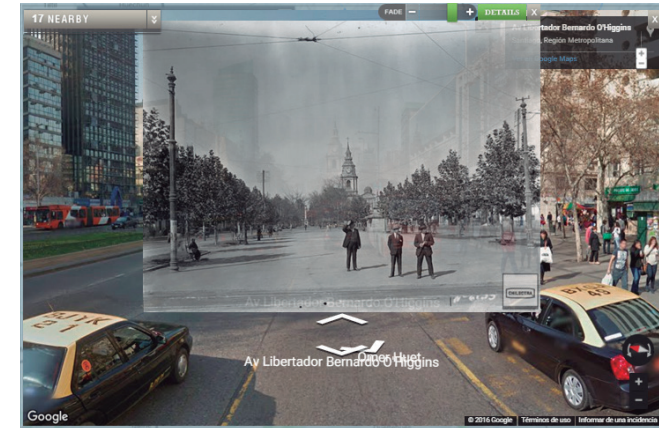 17 NEARBY
FADE
DETAILS
X
X
Av Libertador Bernardo O'Higgins
Región Metropolitana
Google Maps
Av Libertador Bernardo O'Higgins
Av Libertador Bernardo O'Higgins
Google
© 2016 Google
Términos de uso
Informar de una incidencia